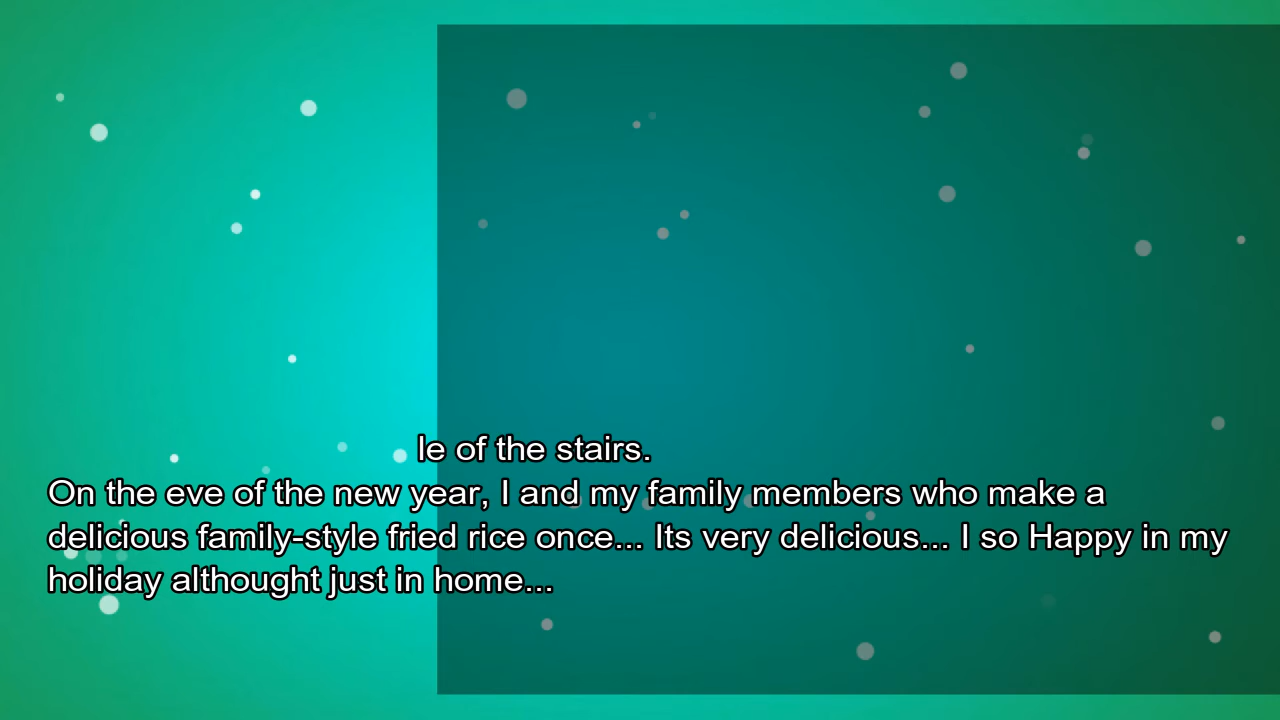 le of the stairs.
On the eve of the new year, I and my family members who make a
delicious family-style fried rice once... Its very delicious... I so Happy in my
holiday althought just in home...